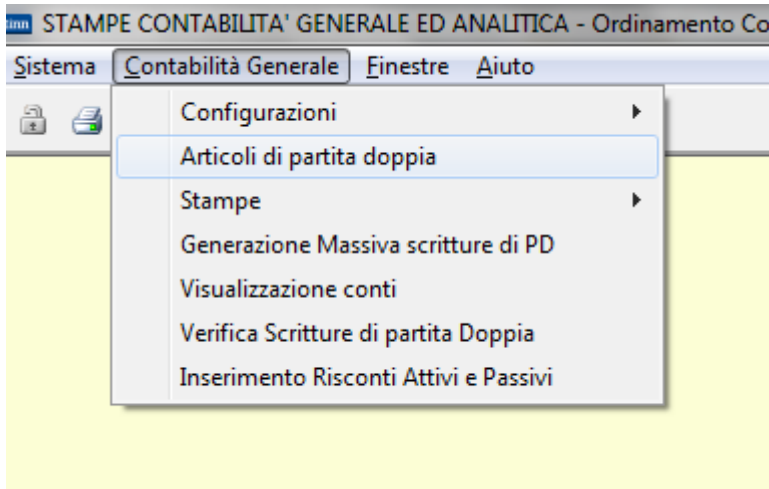 STAMPE CONTABILITA' GENERALE ED ANALITICA - Ordinamento Co
Sistema Contabilità Generale Finestre Aiuto
Configurazioni
Articoli di partita doppia
Stampe
Generazione Massiva scritture di PD
Visualizzazione conti
Verifica Scritture di partita Doppia
Inserimento Risconti Attivi e Passivi